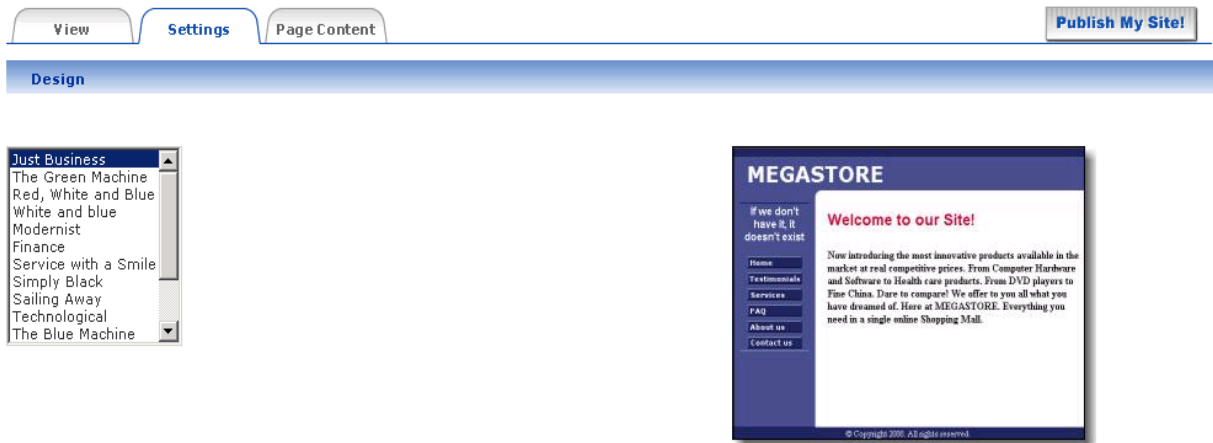 View
Settings
Page Content
Publish My Site!
Design
Just Business
The Green Machine
Red, White and Blue
White and blue
Modernist
Finance
Service with a Smile
Simply Black
Sailing Away
Technological
The Blue Machine
MEGASTORE
If we don't
have it, it
doesn't exist
Home
Testimonials
Services
FAQ
About us
Contact us
Welcome to our Site!
Now introducing the most innovative products available in the
market at real competitive prices. From Computer Hardware
and Software to Health care products. From DVD players to
Fine China. Dare to compare! We offer to you all what you
have dreamed of. Here at MEGASTORE. Everything you
need in a single online Shopping Mall.
© Copyright 2000. All rights reserved.